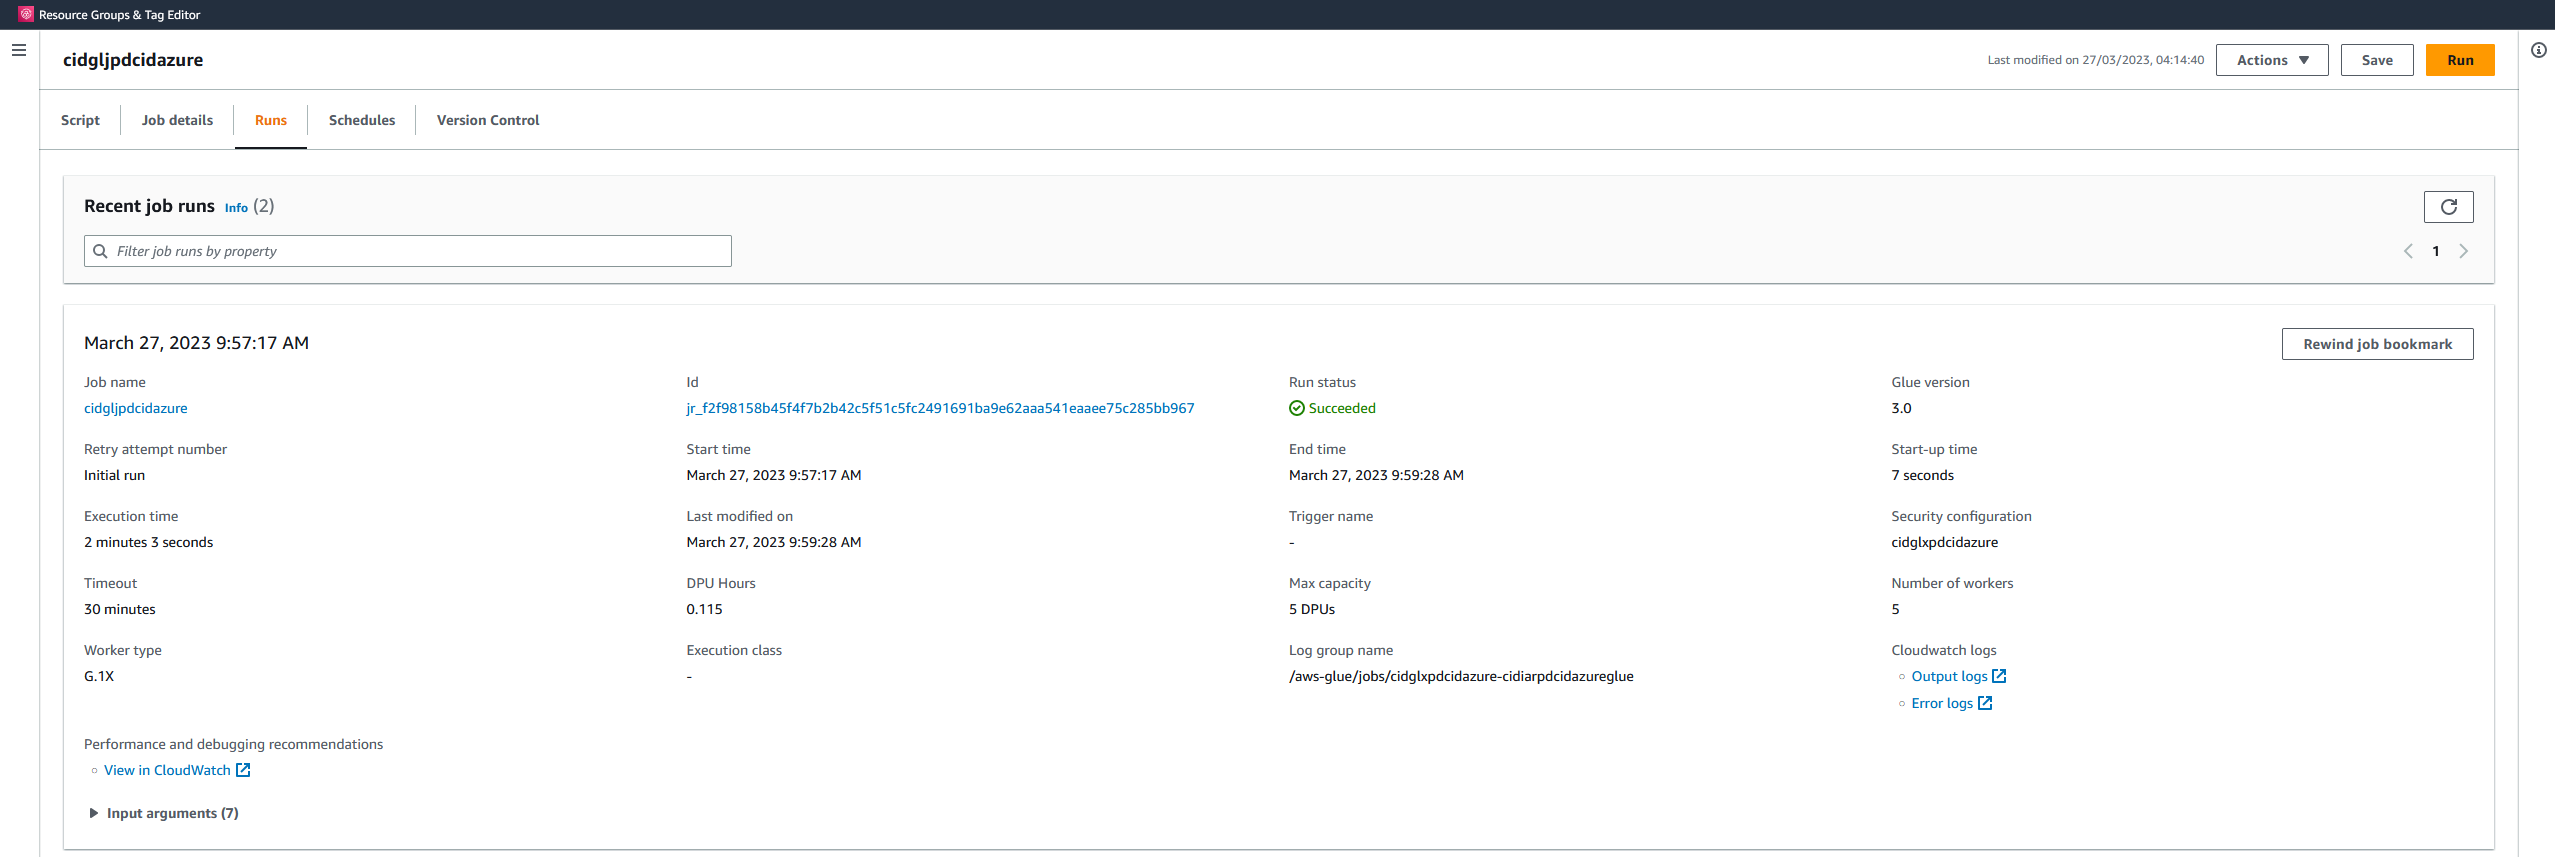 Resource Groups & Tag Editor
cidgljpdcidazure
Last modified on 27/03/2023, 04:14:40
Actions
Save
Run
Script
Job details
Runs
Schedules
Version Control
Recent job runs Info (2)
Filter job runs by property
1
March 27, 2023 9:57:17 AM
Rewind job bookmark
Job name
Id
Run status
Glue version
cidgljpdcidazure
jr_f2f98158b45f4f7b2b42c5f51c5fc2491691ba9e62aaa541eaaee75c285bb967
Succeeded
3.0
Retry attempt number
Start time
End time
Start-up time
Initial run
March 27, 2023 9:57:17 AM
March 27, 2023 9:59:28 AM
7 seconds
Execution time
Last modified on
Trigger name
Security configuration
2 minutes 3 seconds
March 27, 2023 9:59:28 AM
-
cidglxpdcidazure
Timeout
DPU Hours
Max capacity
Number of workers
30 minutes
0.115
5 DPUs
5
Worker type
Execution class
Log group name
Cloudwatch logs
G.1X
-
/aws-glue/jobs/cidglxpdcidazure-cidiarpdcidazureglue
Output logs
Error logs
Performance and debugging recommendations
View in CloudWatch
Input arguments (7)